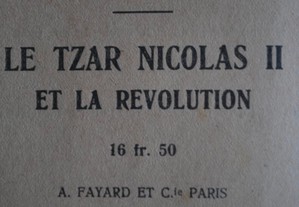 LE TZAR NICOLAS II
ET LA REVOLUTION
16 fr. 50
A. FAYARD ET C.ie PARIS